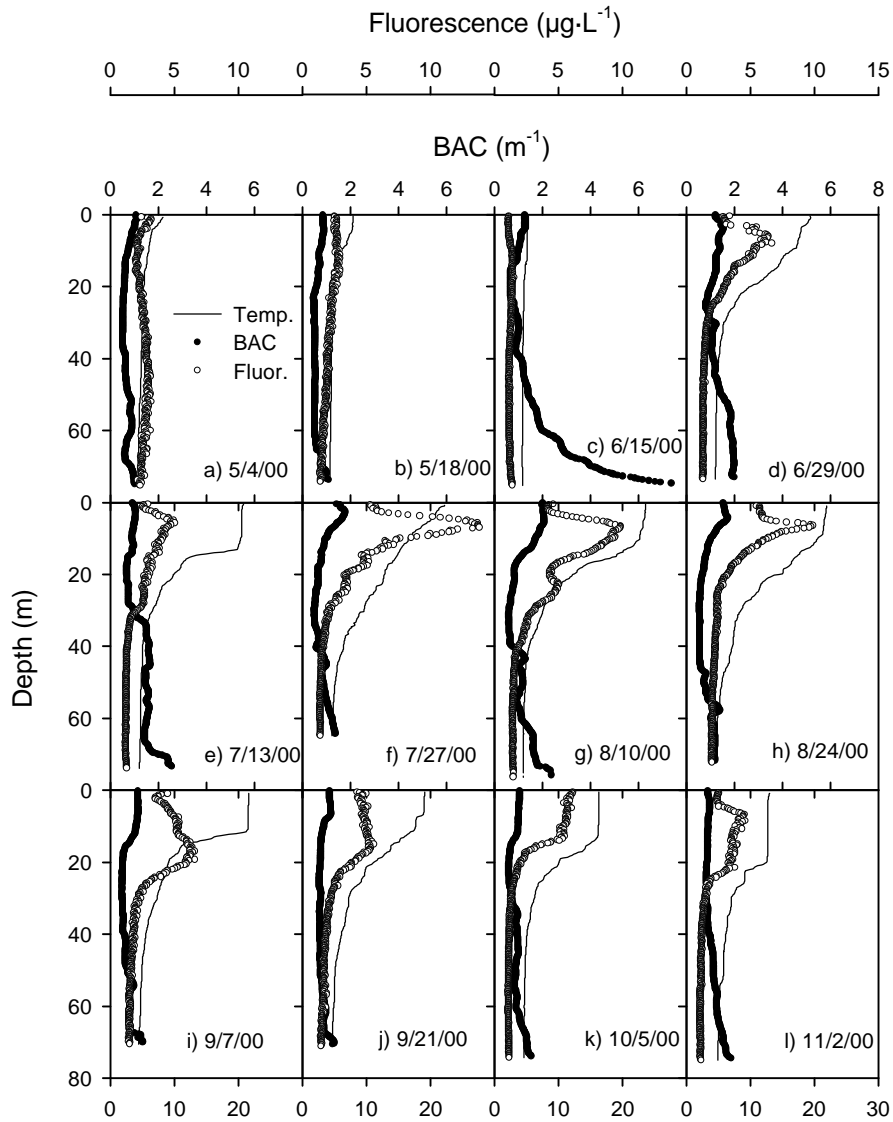 Fluorescence (µg·L⁻¹)
0 5 10 0 5 10 0 5 10 0 5 10 15
BAC (m⁻¹)
0 2 4 6 0 2 4 6 0 2 4 6 0 2 4 6 8
0
20
40
60
Temp.
BAC
Fluor.
a) 5/4/00
b) 5/18/00
c) 6/15/00
d) 6/29/00
Depth (m)
0
20
40
60
e) 7/13/00
f) 7/27/00
g) 8/10/00
h) 8/24/00
0
20
40
60
80
i) 9/7/00
j) 9/21/00
k) 10/5/00
l) 11/2/00
0 10 20 0 10 20 0 10 20 0 10 20 30